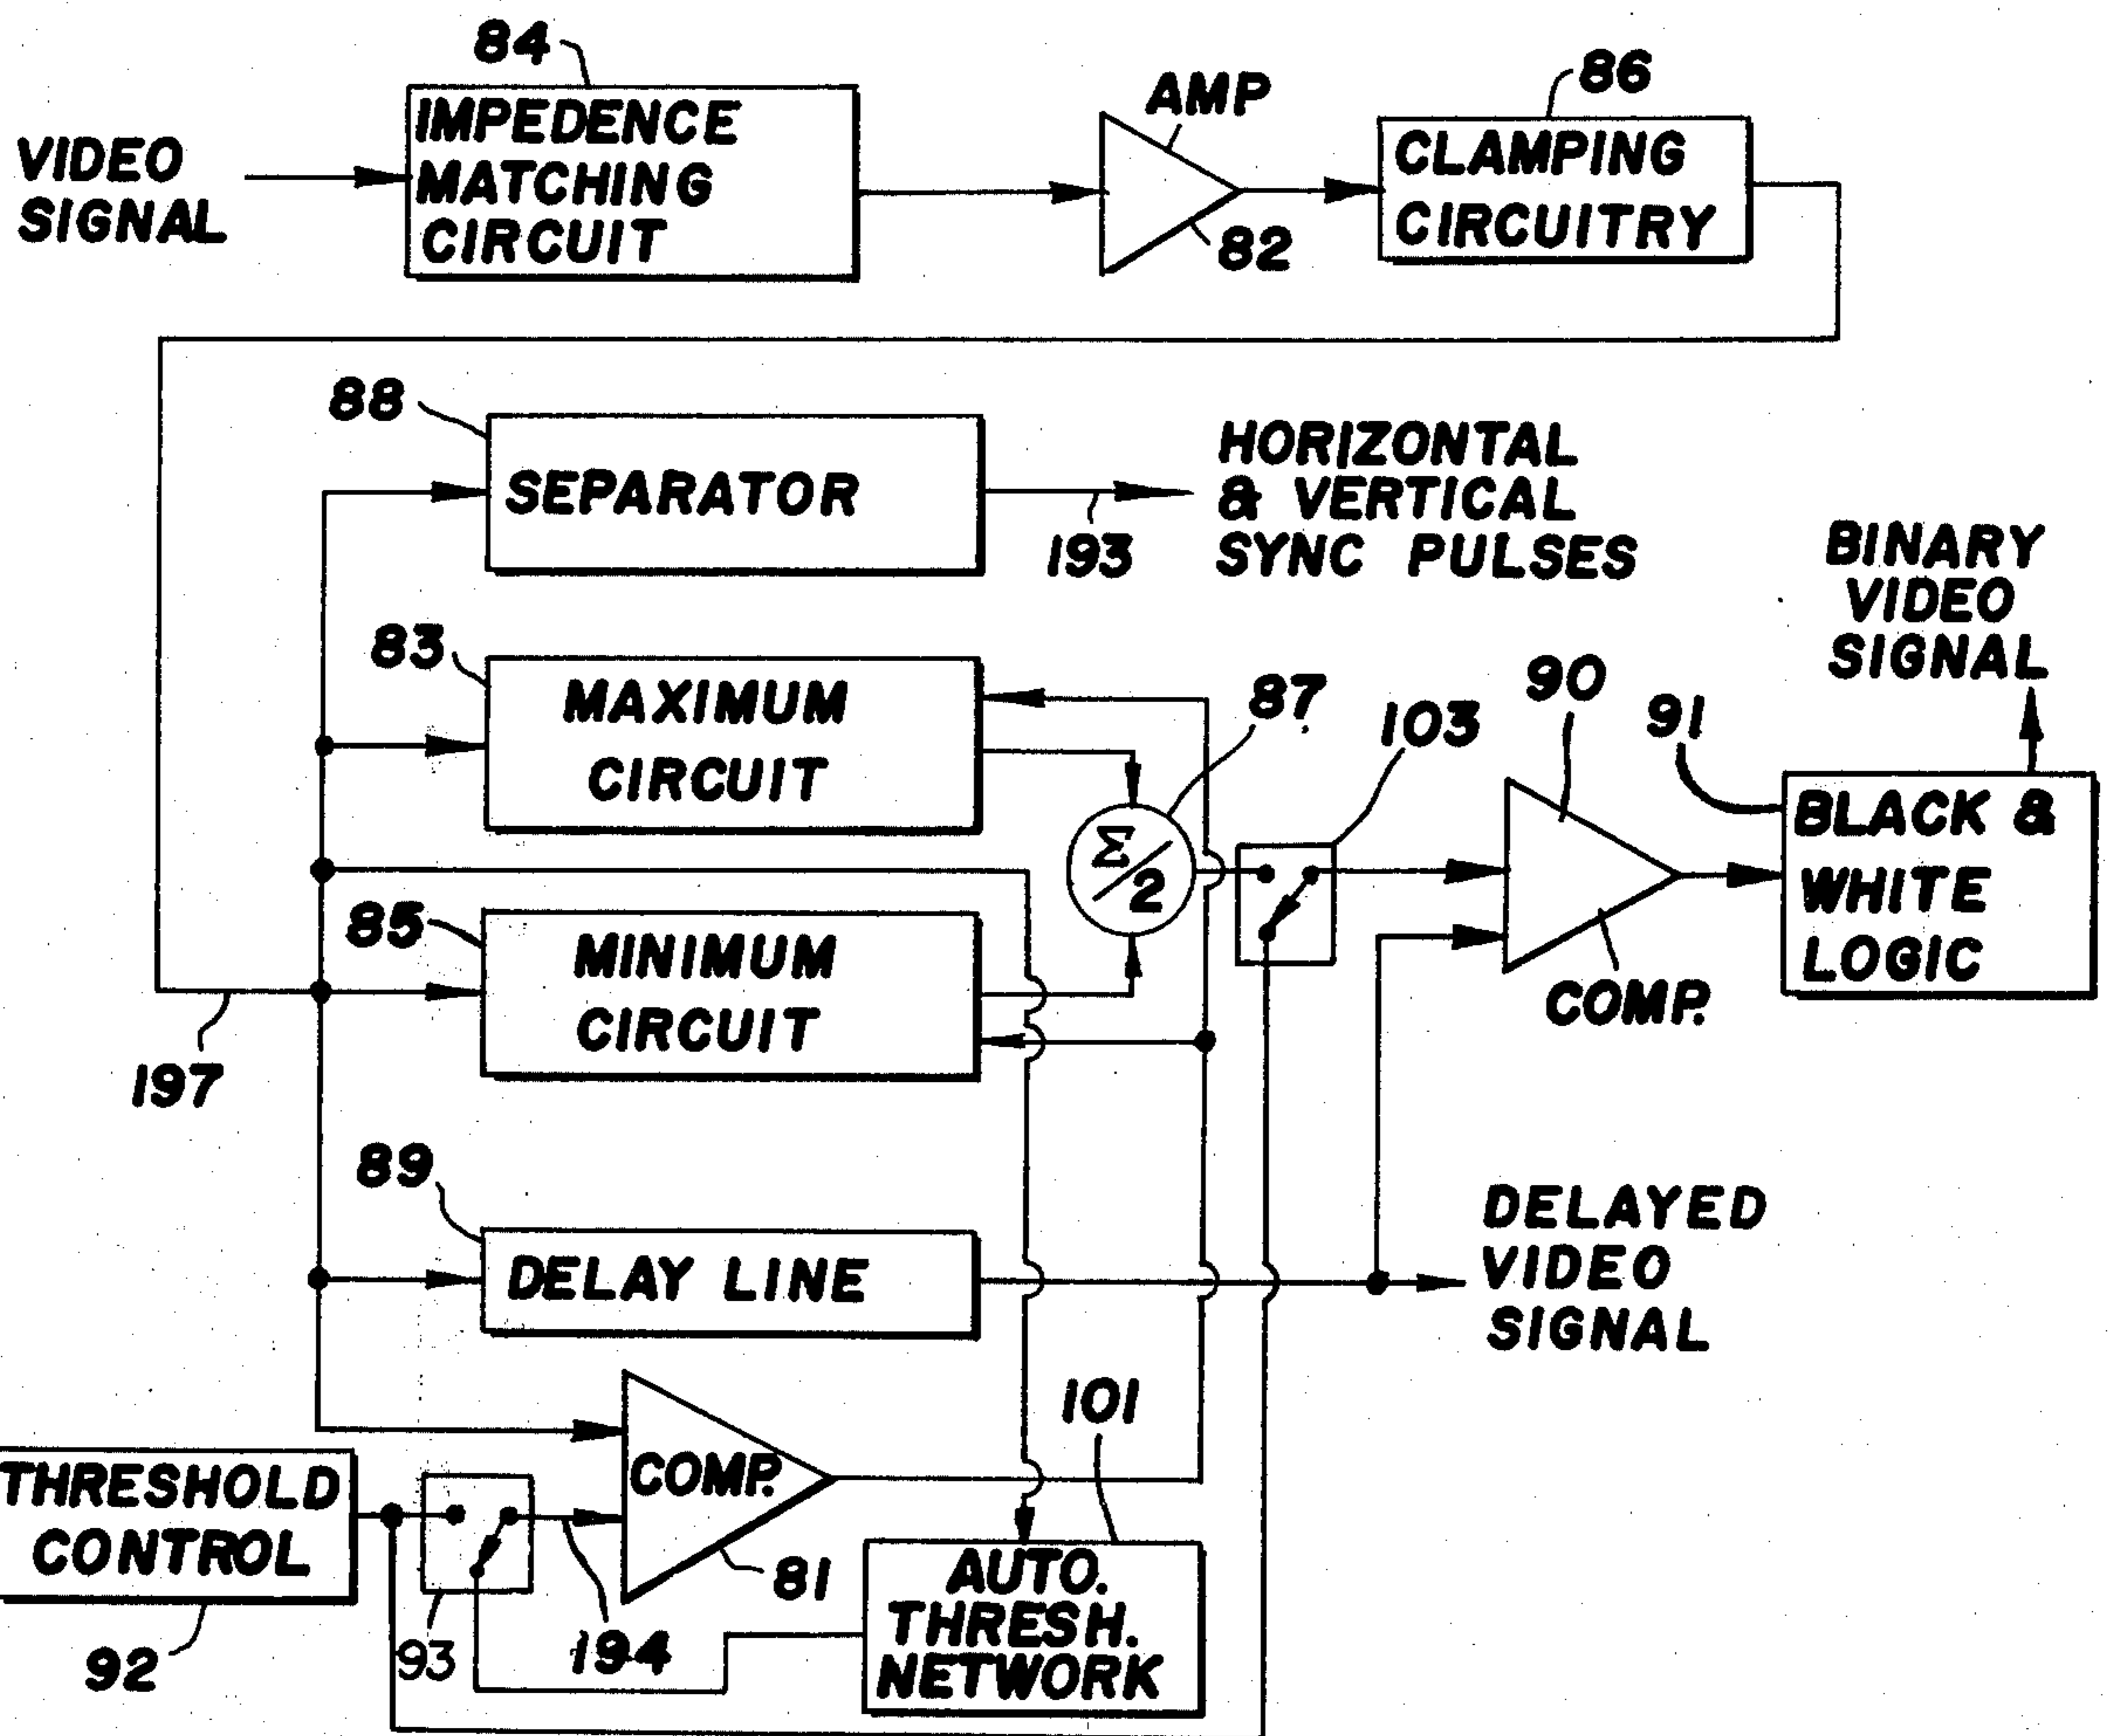 84
IMPEDENCE
MATCHING
CIRCUIT
VIDEO
SIGNAL
AMP
82
86
CLAMPING
CIRCUITRY
88
SEPARATOR
193
HORIZONTAL
& VERTICAL
SYNC PULSES
BINARY
VIDEO
SIGNAL
83
MAXIMUM
CIRCUIT
87
Σ/2
103
90
COMP.
91
BLACK &
WHITE
LOGIC
85
MINIMUM
CIRCUIT
197
89
DELAY LINE
DELAYED
VIDEO
SIGNAL
THRESHOLD
CONTROL
92
93
194
COMP.
81
101
AUTO.
THRESH.
NETWORK